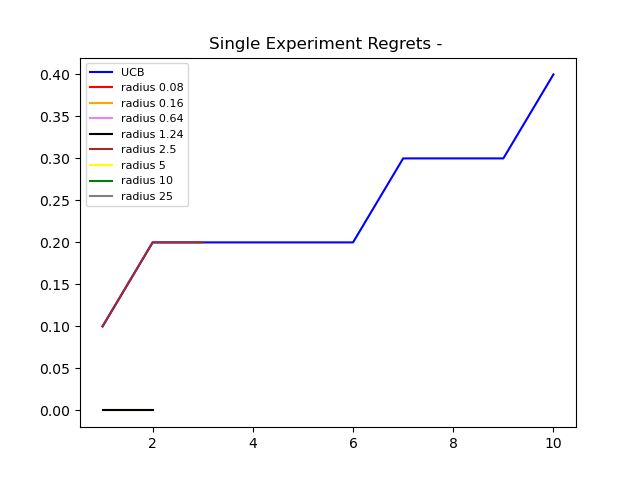 Single Experiment Regrets -
UCB
radius 0.08
radius 0.16
radius 0.64
radius 1.24
radius 2.5
radius 5
radius 10
radius 25
0.40
0.35
0.30
0.25
0.20
0.15
0.10
0.05
0.00
2 4 6 8 10